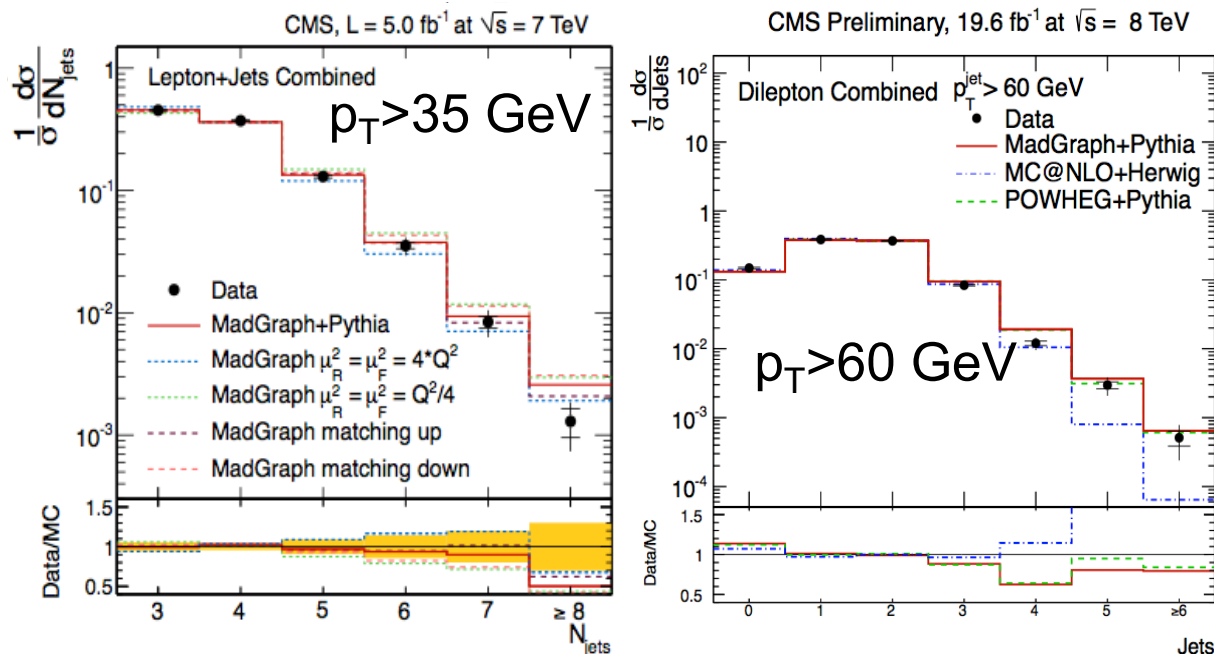 CMS, L = 5.0 fb⁻¹ at √s = 7 TeV
1/σ dσ/dN_jets
Lepton+Jets Combined
p_T>35 GeV
1
10⁻¹
10⁻²
10⁻³
Data
MadGraph+Pythia
MadGraph μ²_R = μ²_F = 4*Q²
MadGraph μ²_R = μ²_F = Q²/4
MadGraph matching up
MadGraph matching down
Data/MC
1.5
1
0.5
3 4 5 6 7 ≥ 8
N_jets
CMS Preliminary, 19.6 fb⁻¹ at √s = 8 TeV
1/σ dσ/dJets
Dilepton Combined p_T^jet > 60 GeV
Data
MadGraph+Pythia
MC@NLO+Herwig
POWHEG+Pythia
p_T>60 GeV
10²
10
1
10⁻¹
10⁻²
10⁻³
10⁻⁴
Data/MC
1.5
1
0.5
0 1 2 3 4 5 ≥6
Jets